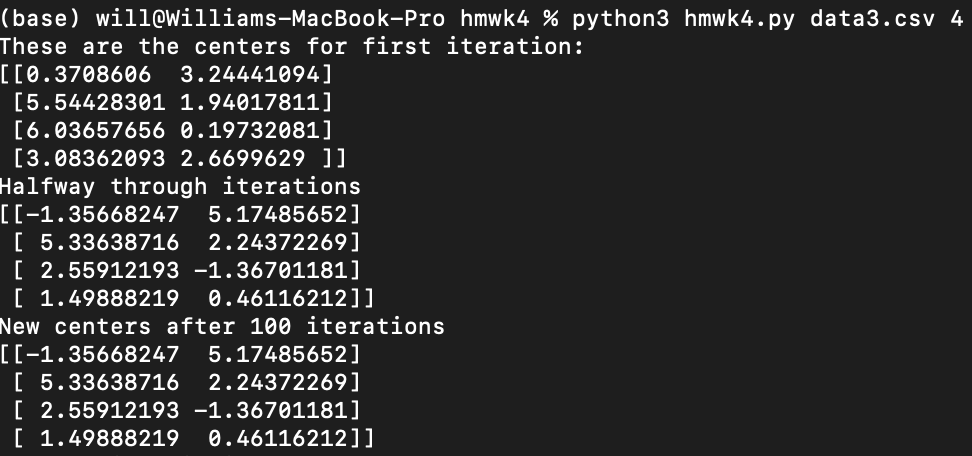 (base) will@Williams-MacBook-Pro hmwk4 % python3 hmwk4.py data3.csv 4
These are the centers for first iteration:
[[0.3708606  3.24441094]
 [5.54428301 1.94017811]
 [6.03657656 0.19732081]
 [3.08362093 2.6699629 ]]
Halfway through iterations
[[-1.35668247  5.17485652]
 [ 5.33638716  2.24372269]
 [ 2.55912193 -1.36701181]
 [ 1.49888219  0.46116212]]
New centers after 100 iterations
[[-1.35668247  5.17485652]
 [ 5.33638716  2.24372269]
 [ 2.55912193 -1.36701181]
 [ 1.49888219  0.46116212]]